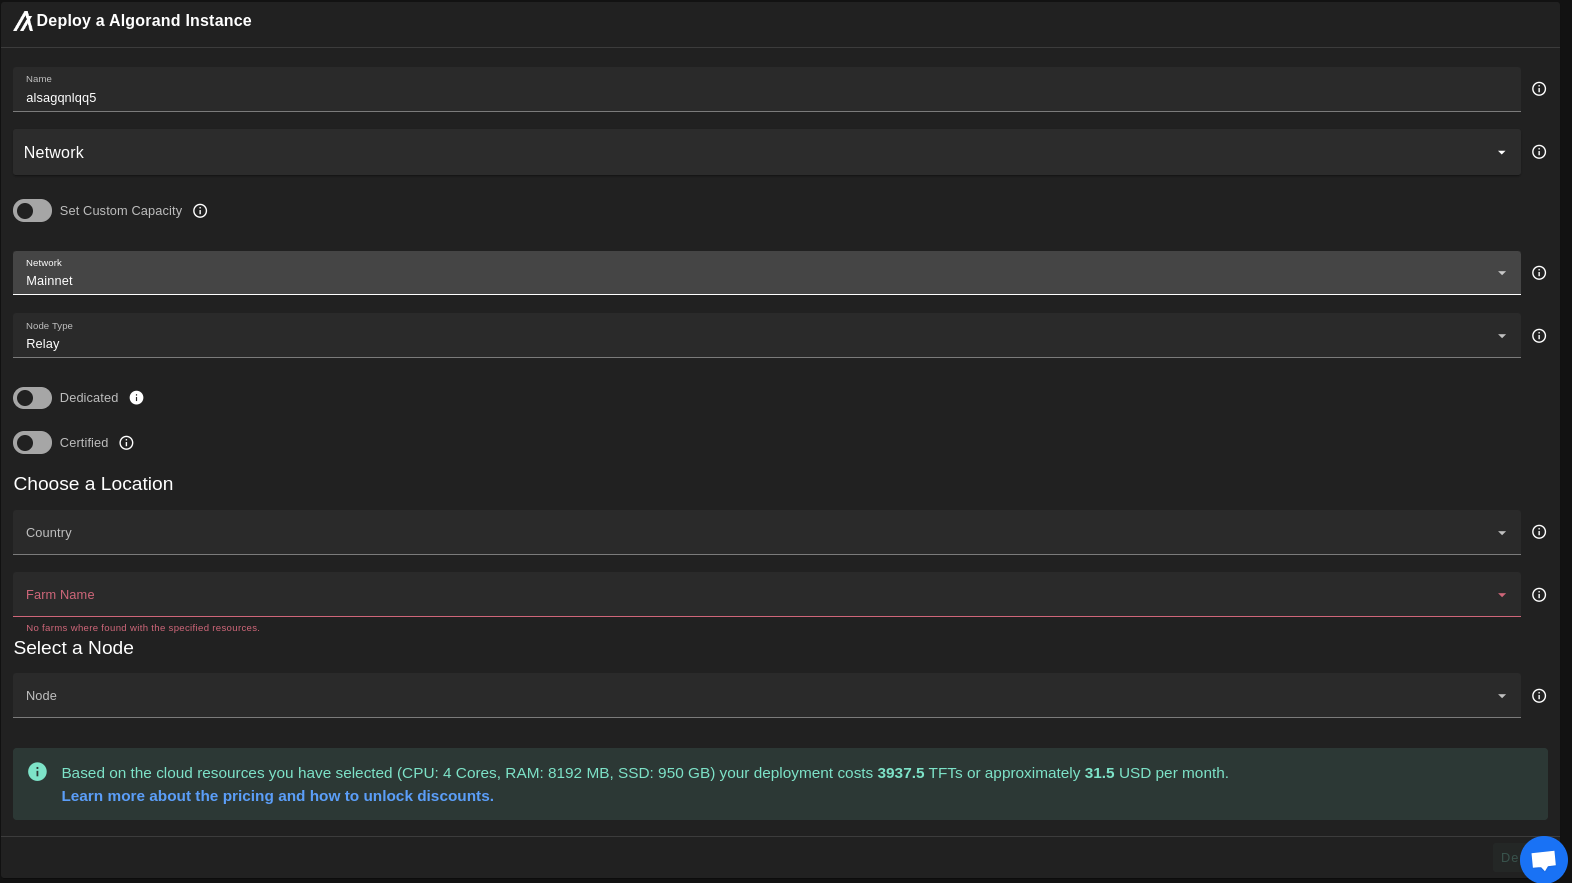 Deploy a Algorand Instance
Name
alsagqnlqq5
Network
Set Custom Capacity
Network
Mainnet
Node Type
Relay
Dedicated
Certified
Choose a Location
Country
Farm Name
No farms where found with the specified resources.
Select a Node
Node
Based on the cloud resources you have selected (CPU: 4 Cores, RAM: 8192 MB, SSD: 950 GB) your deployment costs 3937.5 TFTs or approximately 31.5 USD per month.
Learn more about the pricing and how to unlock discounts.